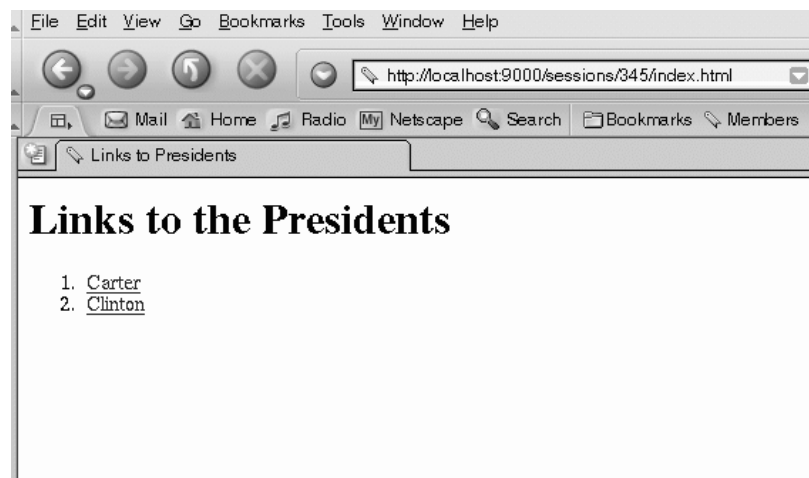 File Edit View Go Bookmarks Tools Window Help
http://localhost:9000/sessions/345/index.html
Mail Home Radio My Netscape Search Bookmarks Members
Links to Presidents
Links to the Presidents
1. Carter
2. Clinton